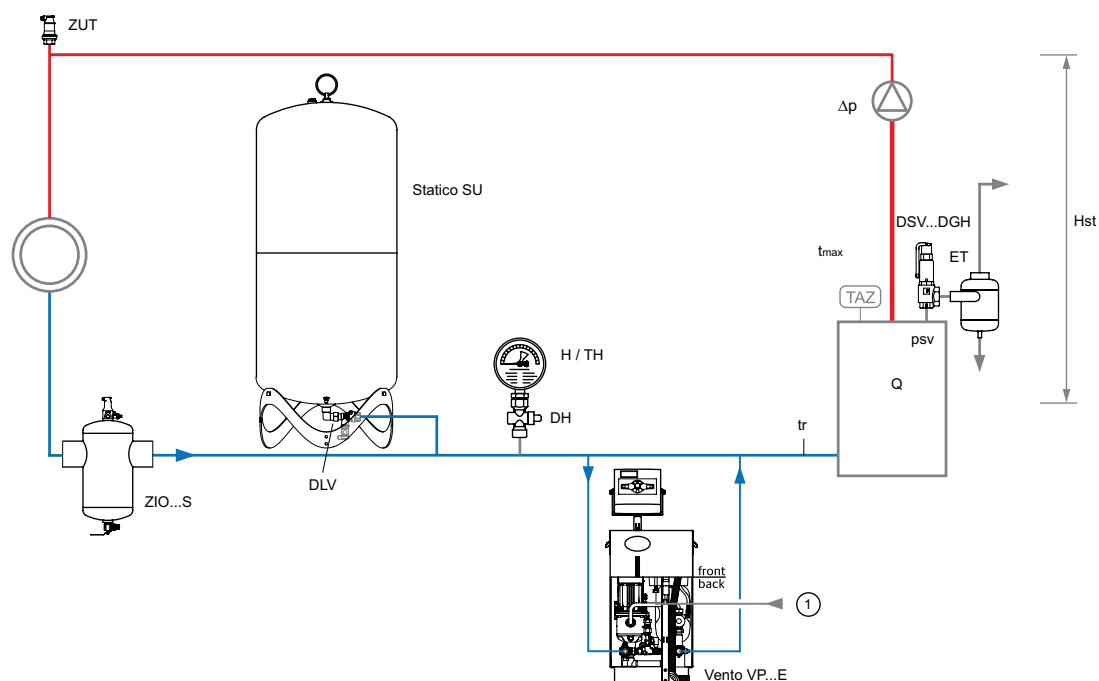 ZUT
Δp
Statico SU
Hst
DSV...DGH
tmax
ET
TAZ
psv
H / TH
Q
DH
tr
DLV
ZIO...S
front
back
1
Vento VP...E